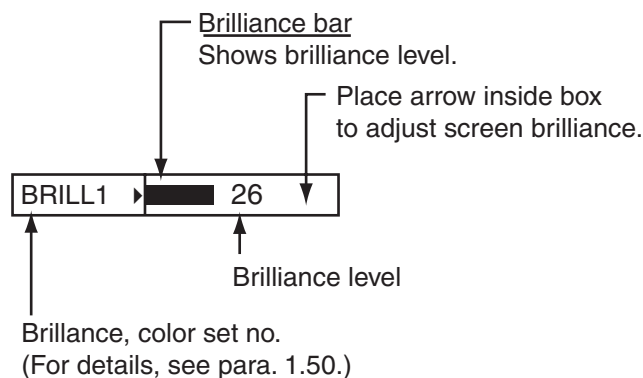 Brilliance bar
Shows brilliance level.
Place arrow inside box
to adjust screen brilliance.
BRILL1 26
Brilliance level
Brillance, color set no.
(For details, see para. 1.50.)